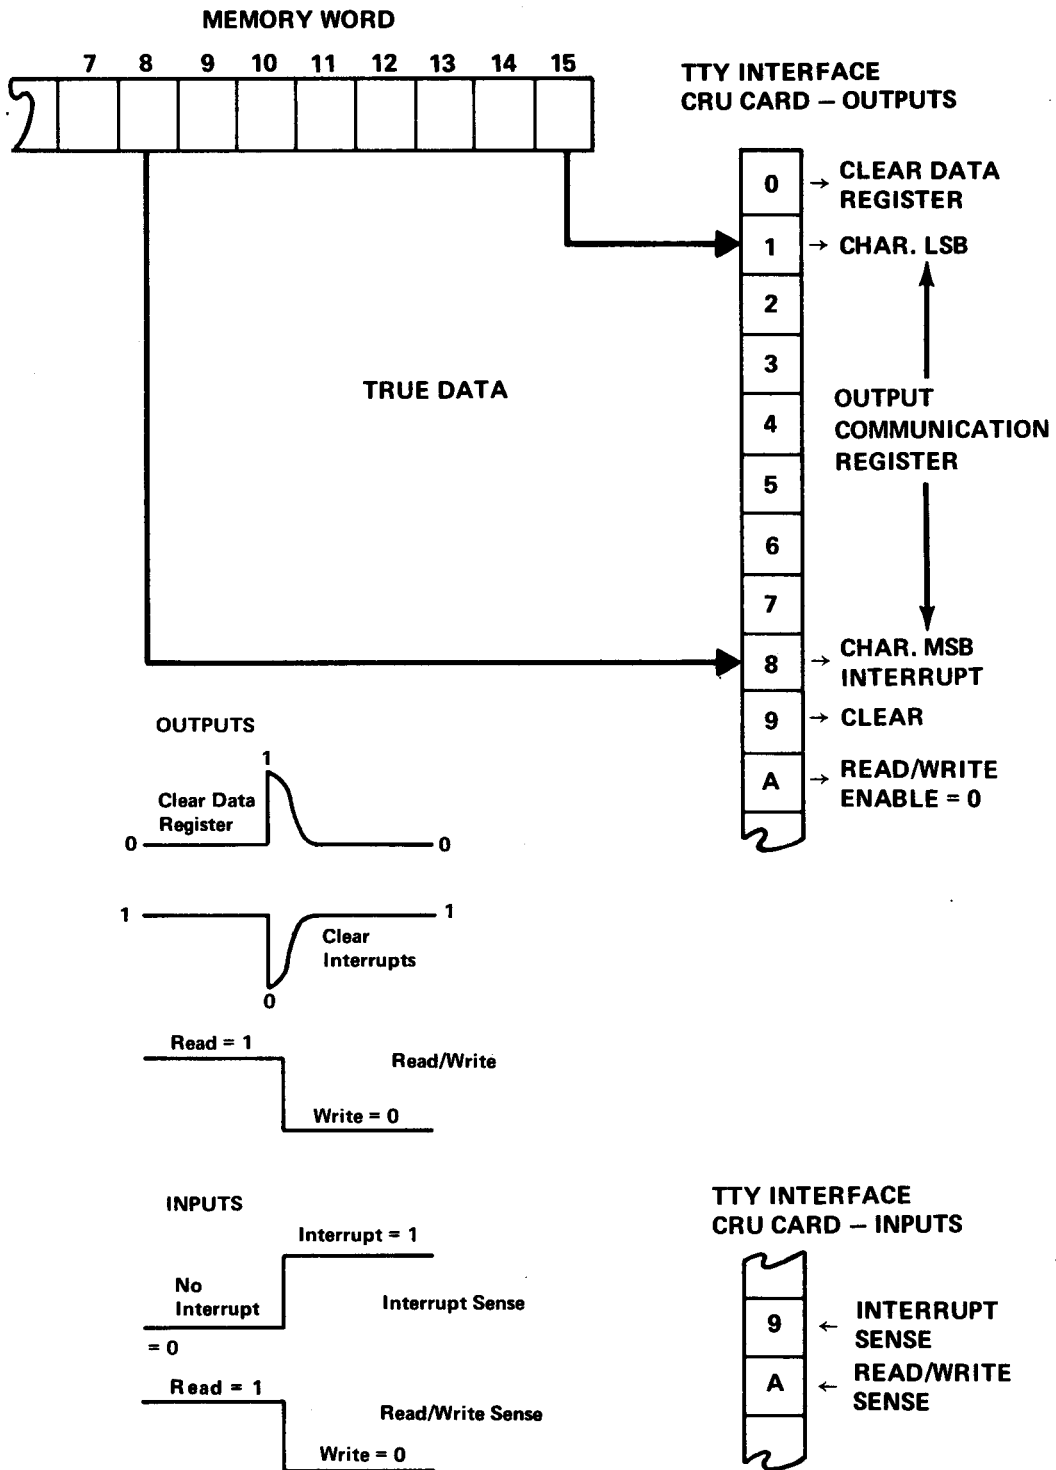 MEMORY WORD
7 8 9 10 11 12 13 14 15
TTY INTERFACE
CRU CARD – OUTPUTS
0 → CLEAR DATA
REGISTER
1 → CHAR. LSB
2
3
TRUE DATA
4
OUTPUT
COMMUNICATION
REGISTER
5
6
7
8 → CHAR. MSB
INTERRUPT
9 → CLEAR
A → READ/WRITE
ENABLE = 0
OUTPUTS
1
Clear Data
Register
0 0
1 1
Clear
Interrupts
0
Read = 1
Read/Write
Write = 0
INPUTS
Interrupt = 1
No
Interrupt
= 0
Interrupt Sense
Read = 1
Read/Write Sense
Write = 0
TTY INTERFACE
CRU CARD – INPUTS
9 ← INTERRUPT
SENSE
A ← READ/WRITE
SENSE